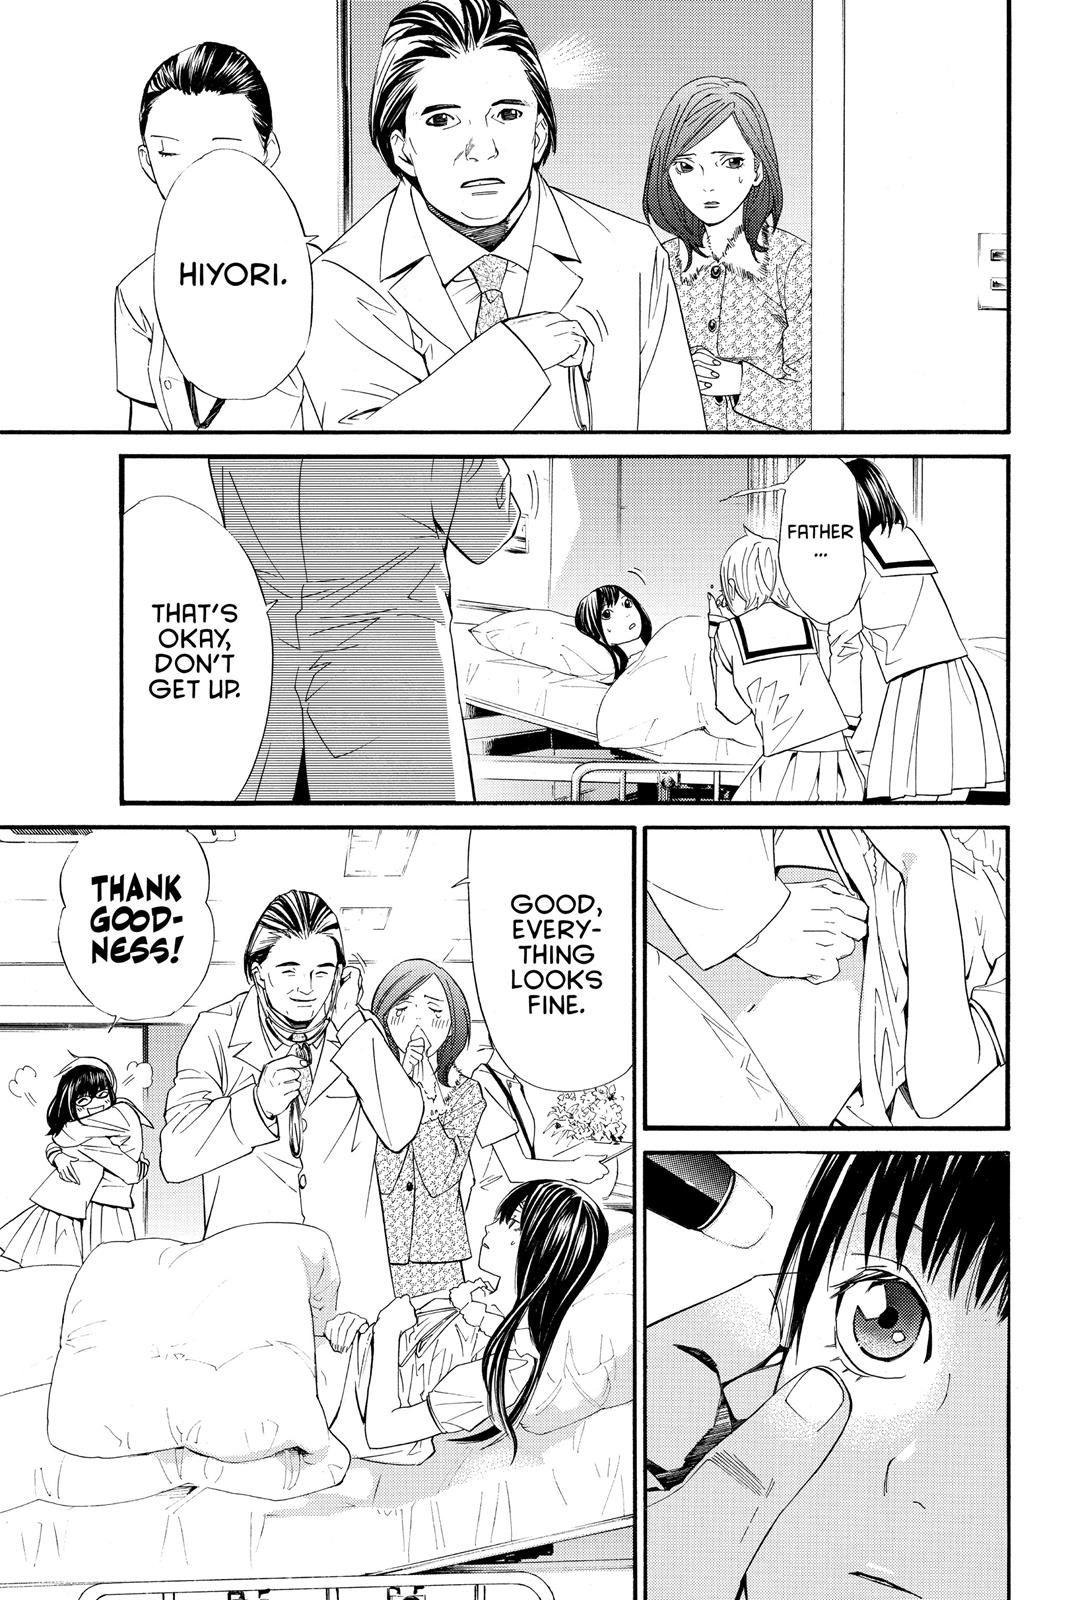 HIYORI.
FATHER
...
THAT'S
OKAY,
DON'T
GET UP.
GOOD,
EVERY-
THING
LOOKS
FINE.
THANK
GOOD-
NESS!